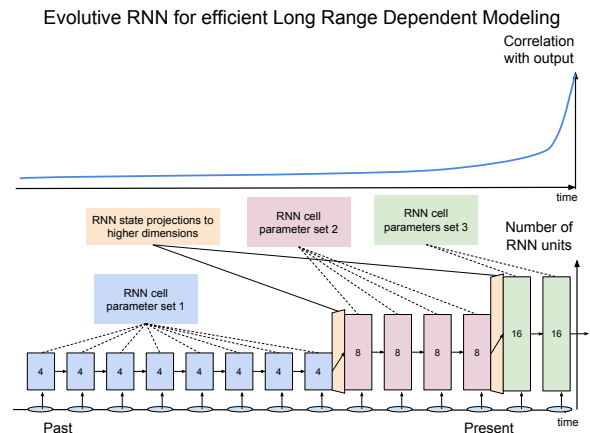 Evolutive RNN for efficient Long Range Dependent Modeling
Correlation
with output
time
RNN state projections to
higher dimensions
RNN cell
parameter set 2
RNN cell
parameters set 3
Number of
RNN units
RNN cell
parameter set 1
4 4 4 4 4 4 4 4 8 8 8 8 16 16
time
Past Present